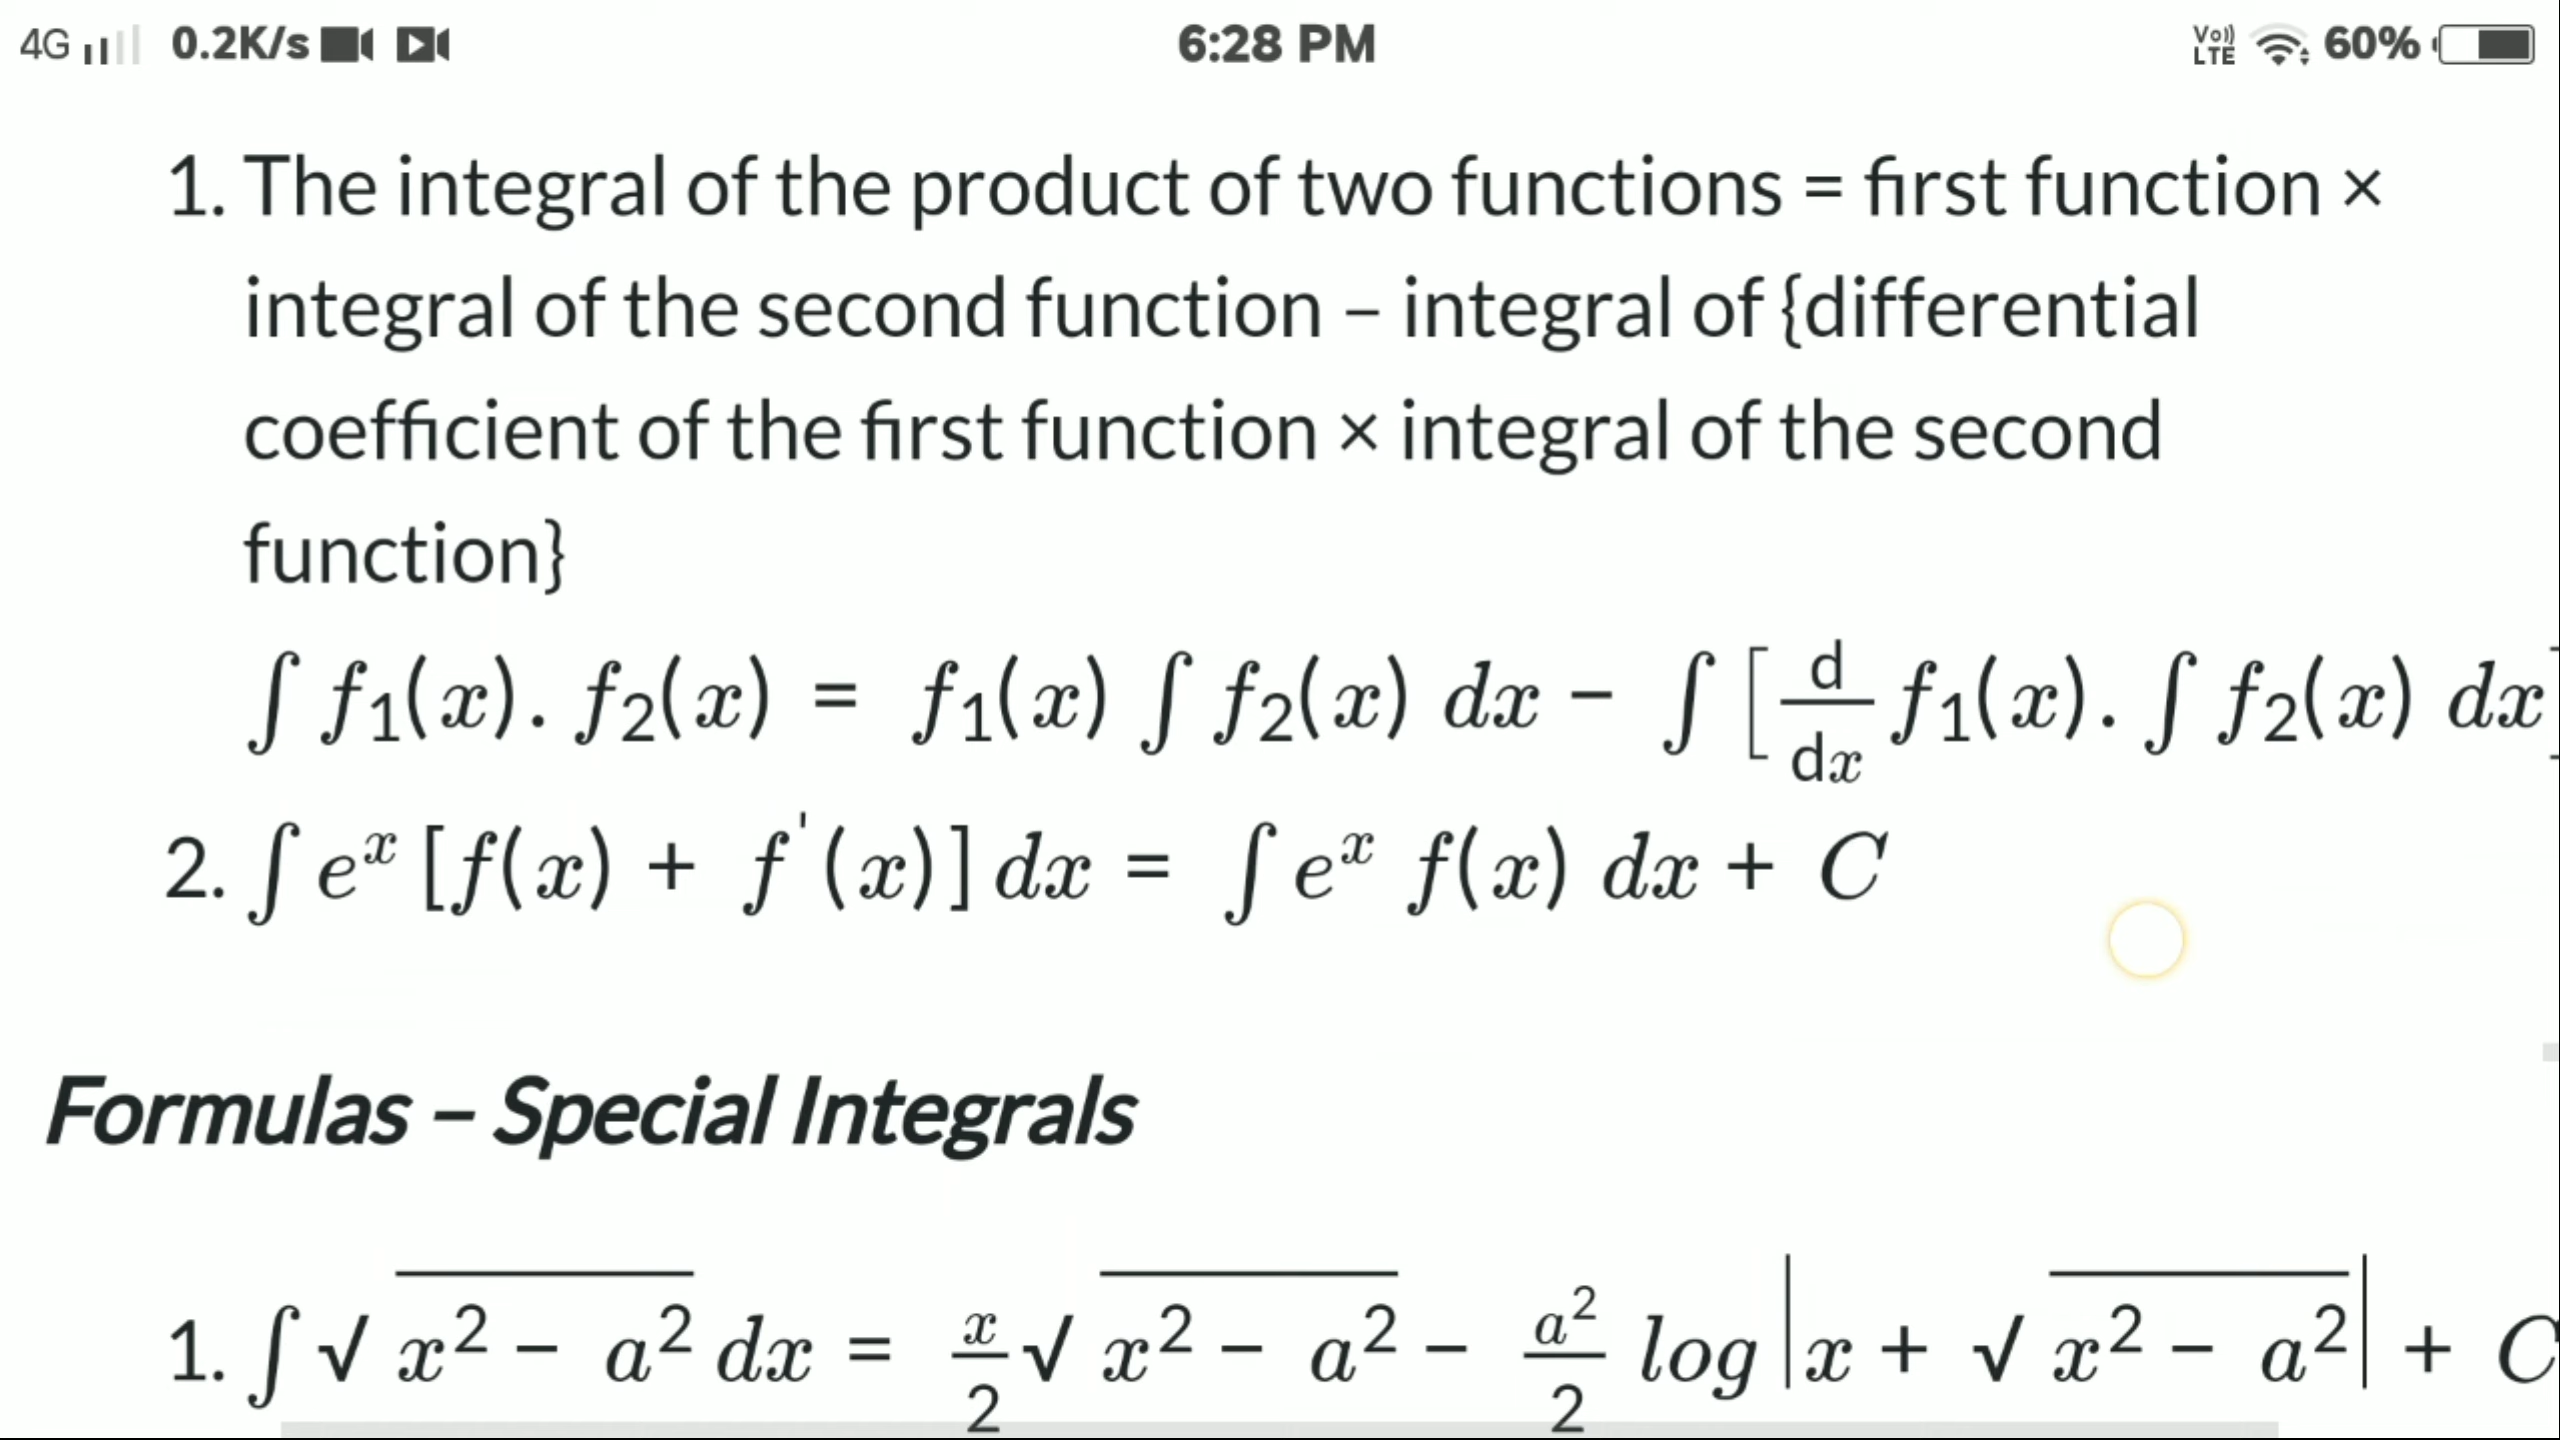 4G 0.2K/s 6:28 PM Vo)) LTE 60%
1. The integral of the product of two functions = first function ×
integral of the second function – integral of {differential
coefficient of the first function × integral of the second
function}
∫ f₁(x). f₂(x) = f₁(x) ∫ f₂(x) dx − ∫ [d/dx f₁(x). ∫ f₂(x) dx]
2. ∫ eˣ [f(x) + f'(x)] dx = ∫ eˣ f(x) dx + C
Formulas – Special Integrals
1. ∫ √x² − a² dx = x/2 √x² − a² − a²/2 log |x + √x² − a²| + C